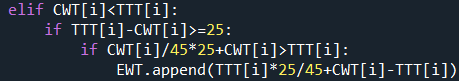 elif CWT[i]<TTT[i]:
if TTT[i]-CWT[i]>=25:
if CWT[i]/45*25+CWT[i]>TTT[i]:
EWT.append(TTT[i]*25/45+CWT[i]-TTT[i])